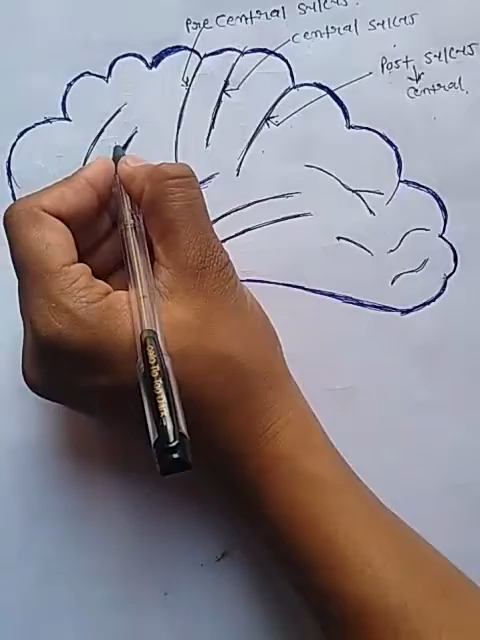 Pre Central Sulcus.
Central Sulcus
Post Sulcus
Central.